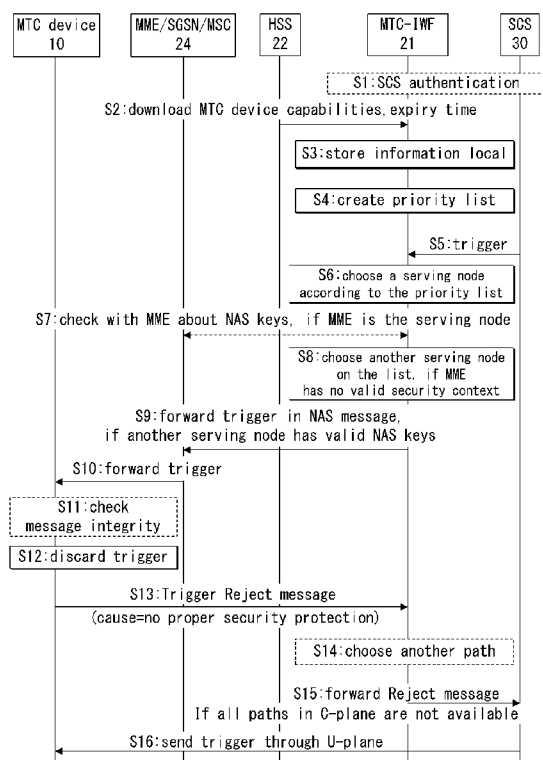 MTC device
10
MME/SGSN/MSC
24
HSS
22
MTC-IWF
21
SCS
30
S1:SCS authentication
S2:download MTC device capabilities,expiry time
S3:store information local
S4:create priority list
S5:trigger
S6:choose a serving node
according to the priority list
S7:check with MME about NAS keys, if MME is the serving node
S8:choose another serving node
on the list, if MME
has no valid security context
S9:forward trigger in NAS message,
if another serving node has valid NAS keys
S10:forward trigger
S11:check
message integrity
S12:discard trigger
S13:Trigger Reject message
(cause=no proper security protection)
S14:choose another path
S15:forward Reject message
If all paths in C-plane are not available
S16:send trigger through U-plane